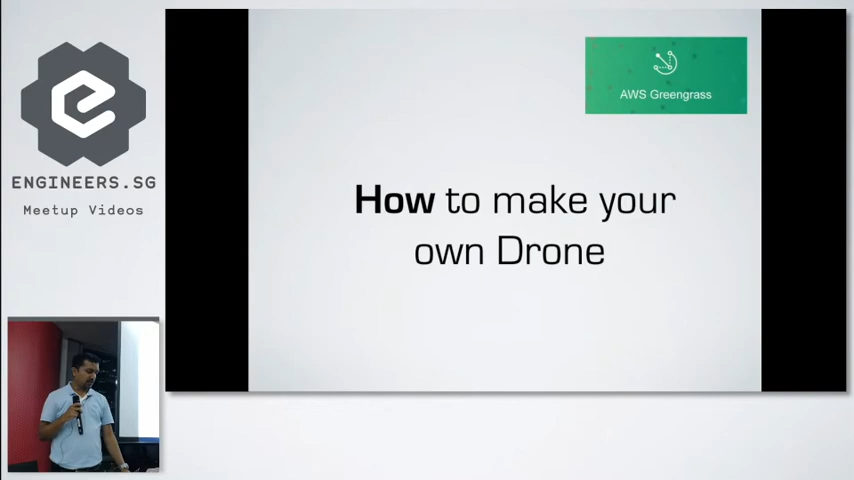 ENGINEERS.SG
Meetup Videos
AWS Greengrass
How to make your
own Drone